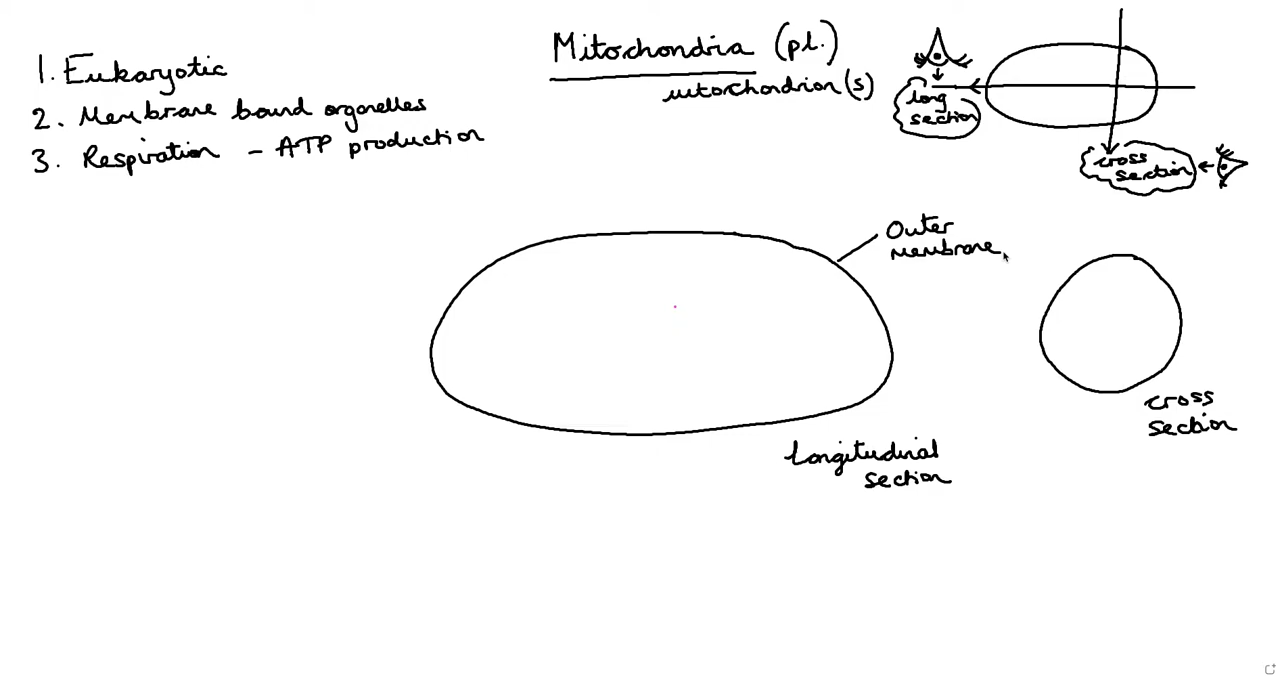 1. Eukaryotic
2. Membrane bound organelles
3. Respiration - ATP production
Mitochondria (pl.)
mitochondrion (s)
long
section
cross
section
Outer
membrane
cross
section
Longitudinal
section